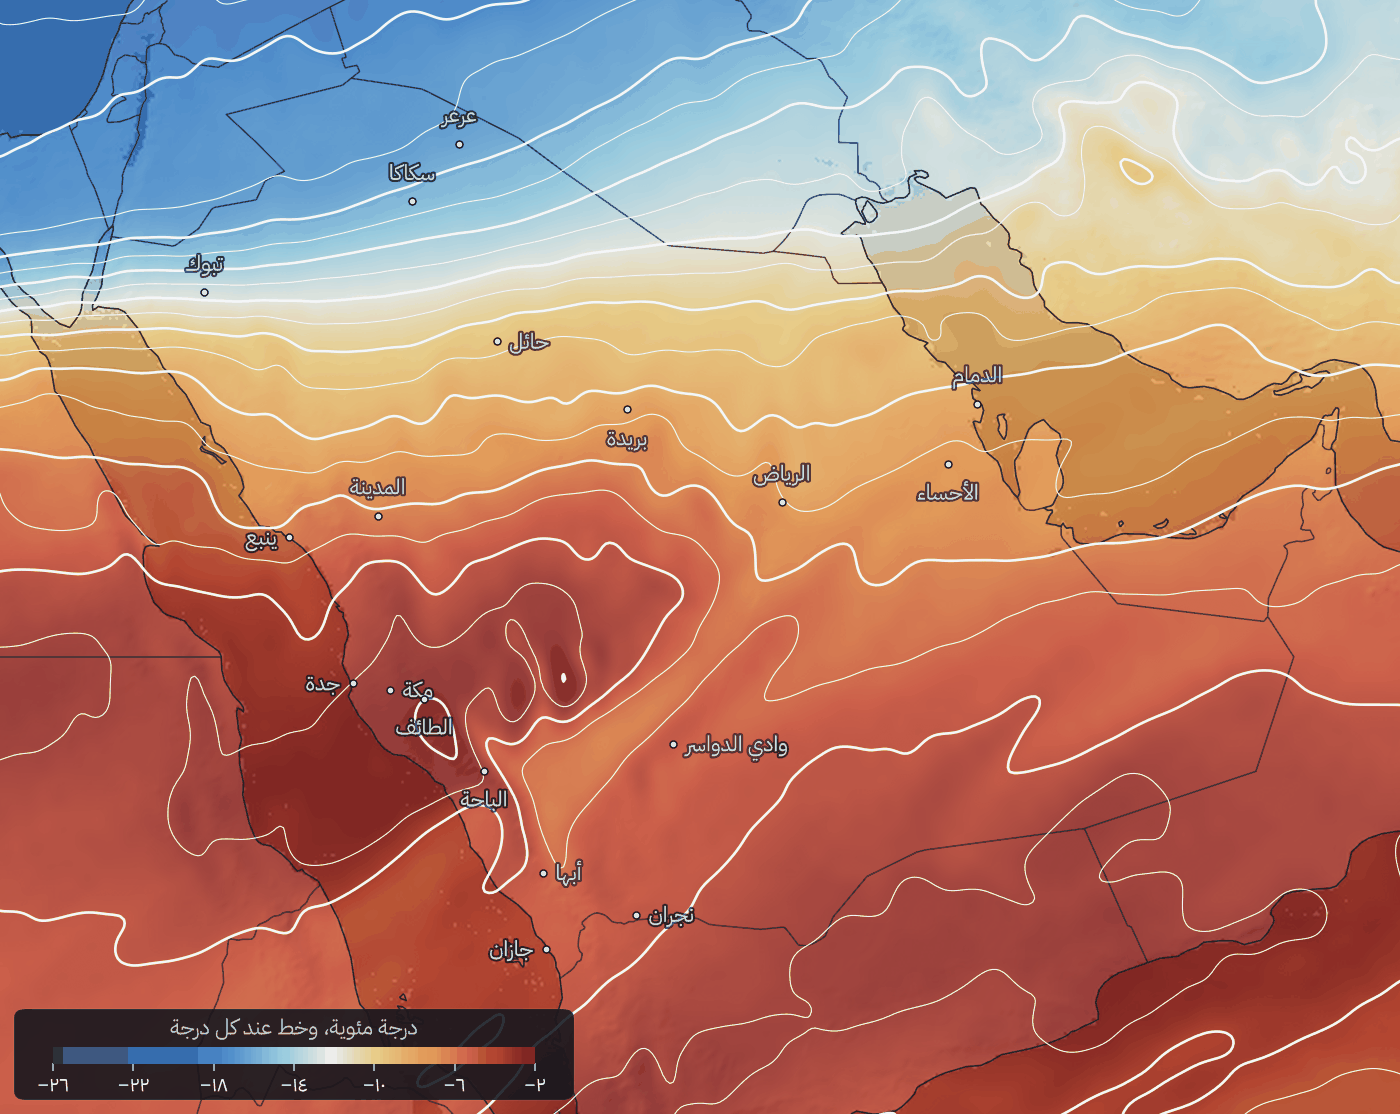 عرعر
سكاكا
تبوك
حائل
الدمام
بريدة
الرياض
المدينة
الأحساء
ينبع
جدة
مكة
الطائف
وادي الدواسر
الباحة
أبها
نجران
جازان
درجة مئوية، وخط عند كل درجة
−٢٦ −٢٢ −١٨ −١٤ −١٠ −٦ −٢